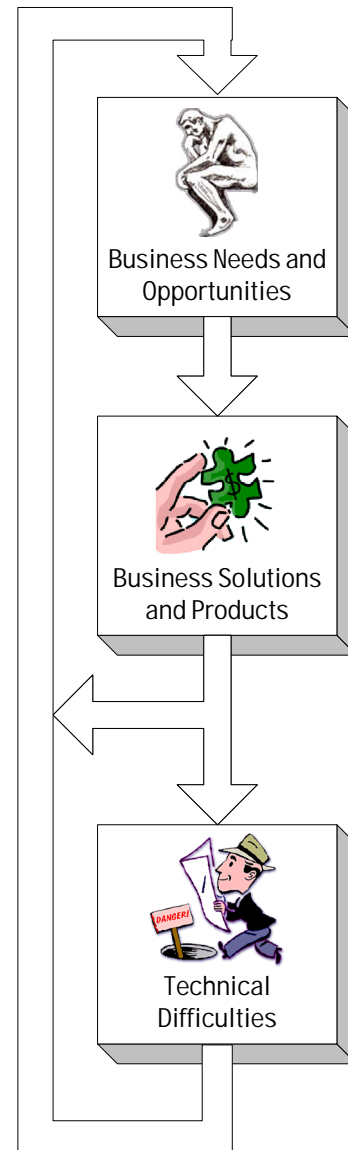 Business Needs and
Opportunities
$
Business Solutions
and Products
DANGER!
Technical
Difficulties